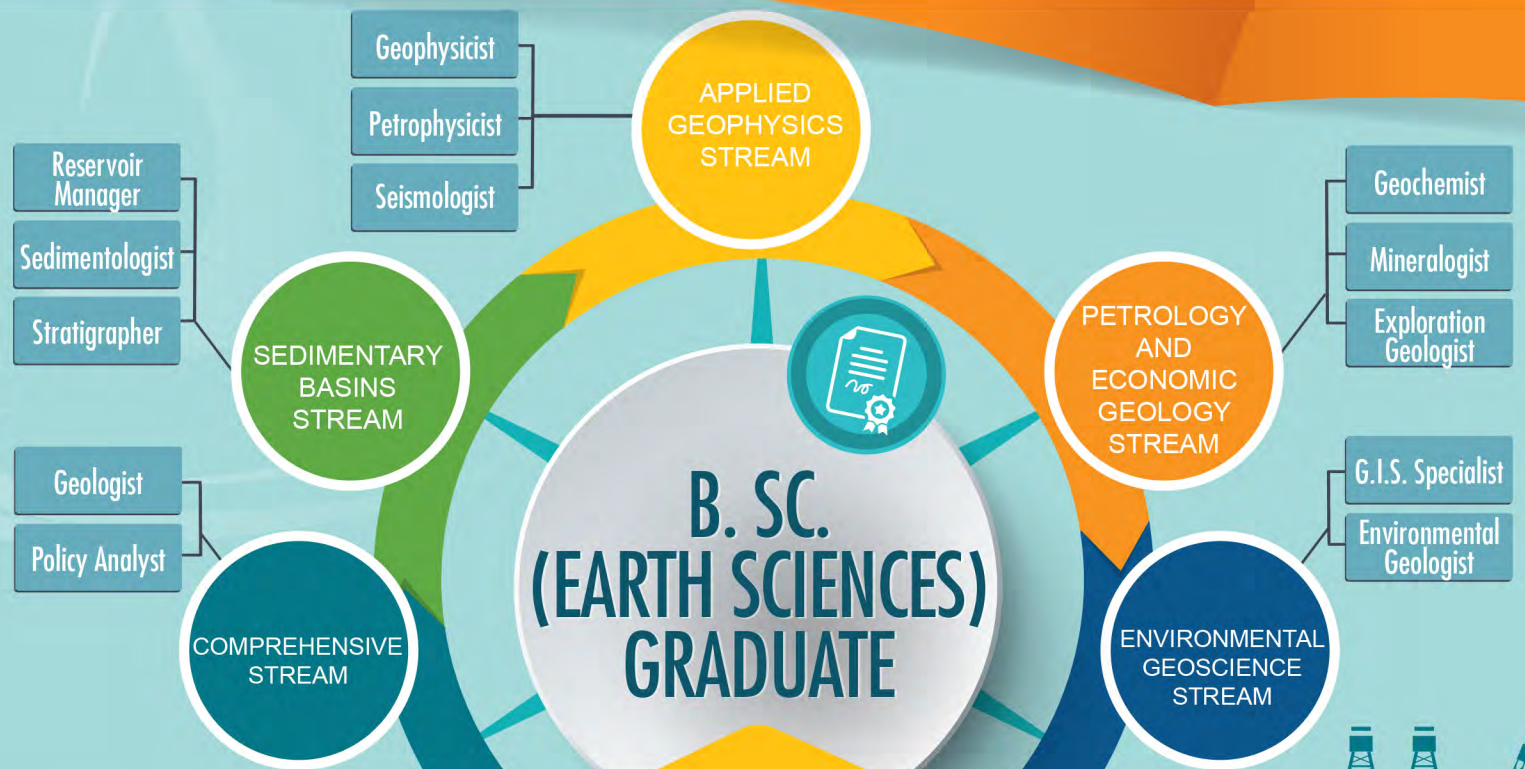 Geophysicist
Petrophysicist
Seismologist
APPLIED
GEOPHYSICS
STREAM
Reservoir
Manager
Sedimentologist
Stratigrapher
SEDIMENTARY
BASINS
STREAM
Geochemist
Mineralogist
Exploration
Geologist
PETROLOGY
AND
ECONOMIC
GEOLOGY
STREAM
Geologist
Policy Analyst
COMPREHENSIVE
STREAM
G.I.S. Specialist
Environmental
Geologist
ENVIRONMENTAL
GEOSCIENCE
STREAM
B. SC.
(EARTH SCIENCES)
GRADUATE